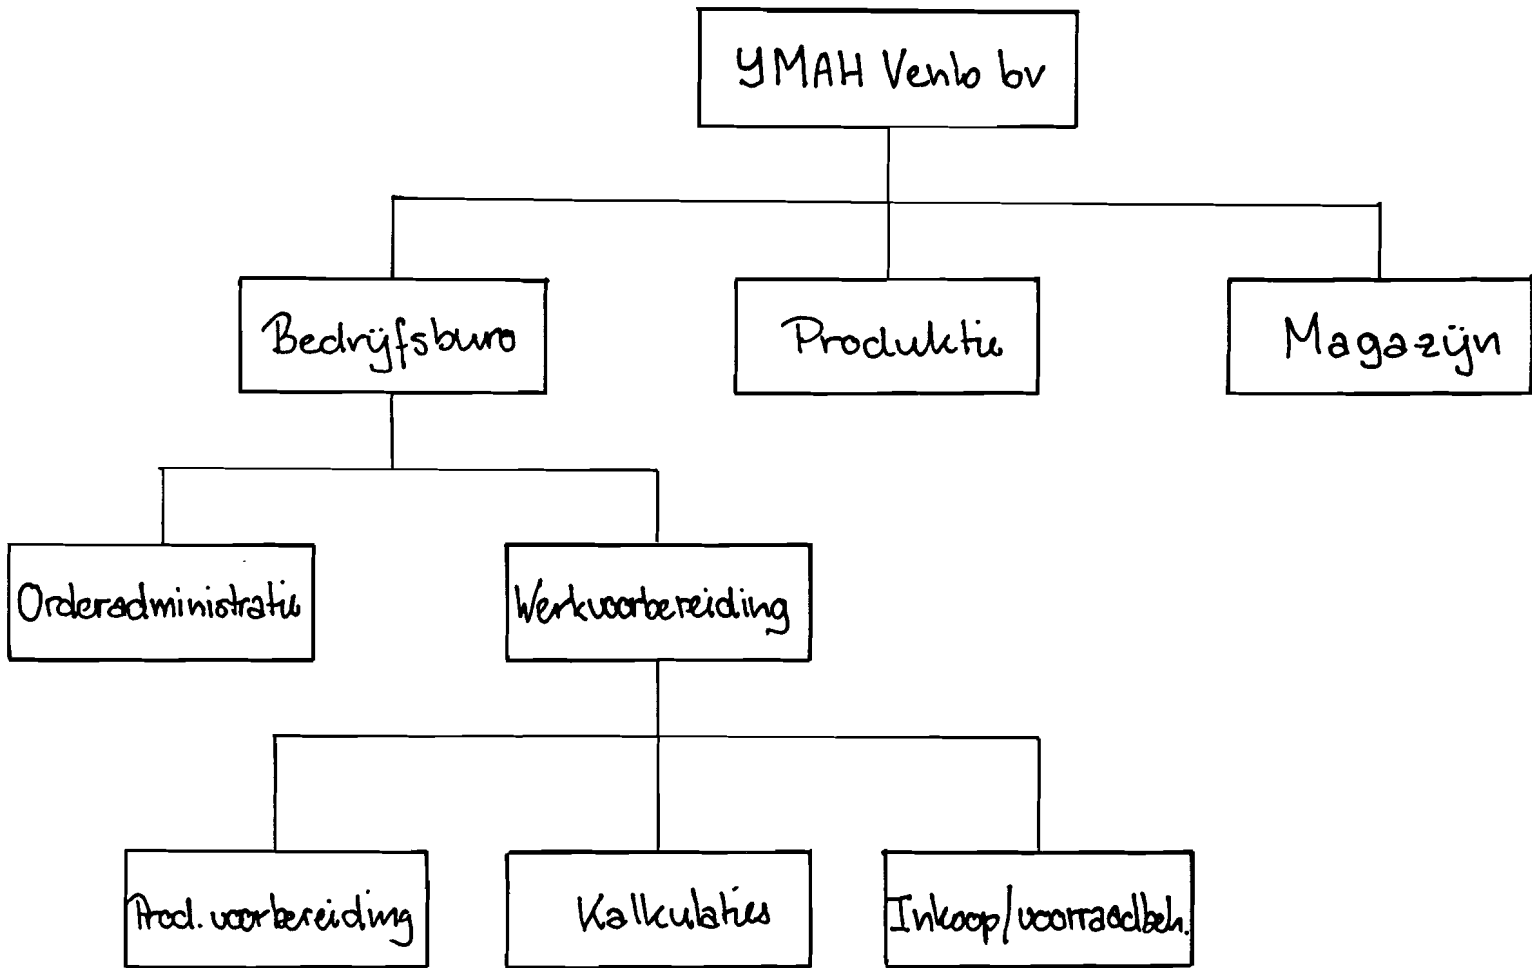 YMAH Venlo bv
Bedrijfsburo
Produktie
Magazijn
Orderadministratie
Werkvoorbereiding
Prod. voorbereiding
Kalkulaties
Inkoop/voorraadbeh.